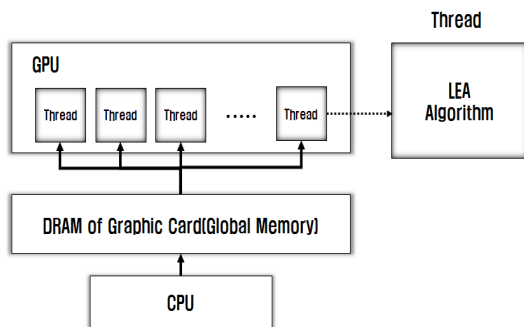 Thread
GPU
Thread Thread Thread ..... Thread
LEA
Algorithm
DRAM of Graphic Card(Global Memory)
CPU